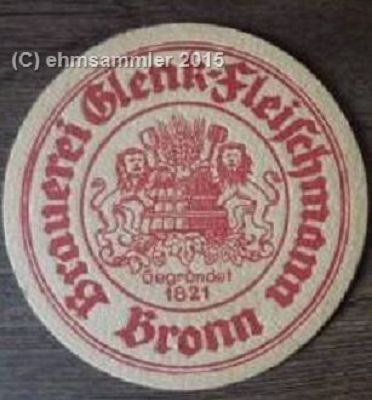 (C) ehmsammler 2015
Brauerei Glenk-Fleischmann
Gegründet
1821
Bronn